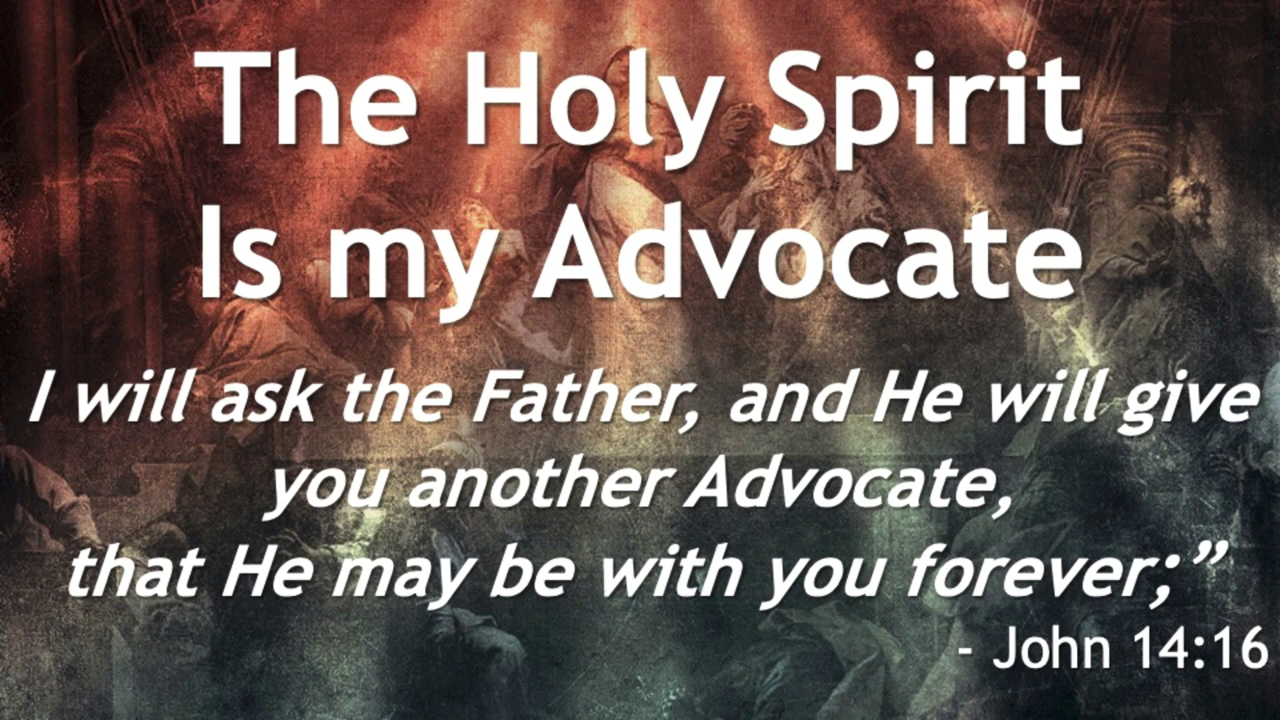 The Holy Spirit
Is my Advocate
I will ask the Father, and He will give
you another Advocate,
that He may be with you forever;”
- John 14:16